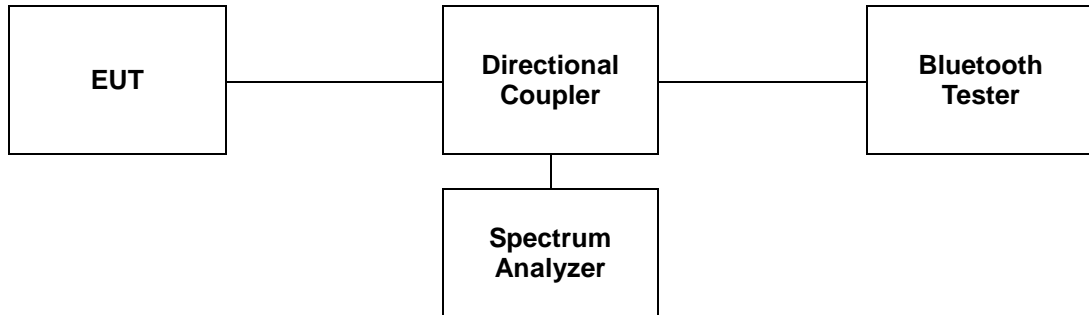 EUT
Directional
Coupler
Bluetooth
Tester
Spectrum
Analyzer